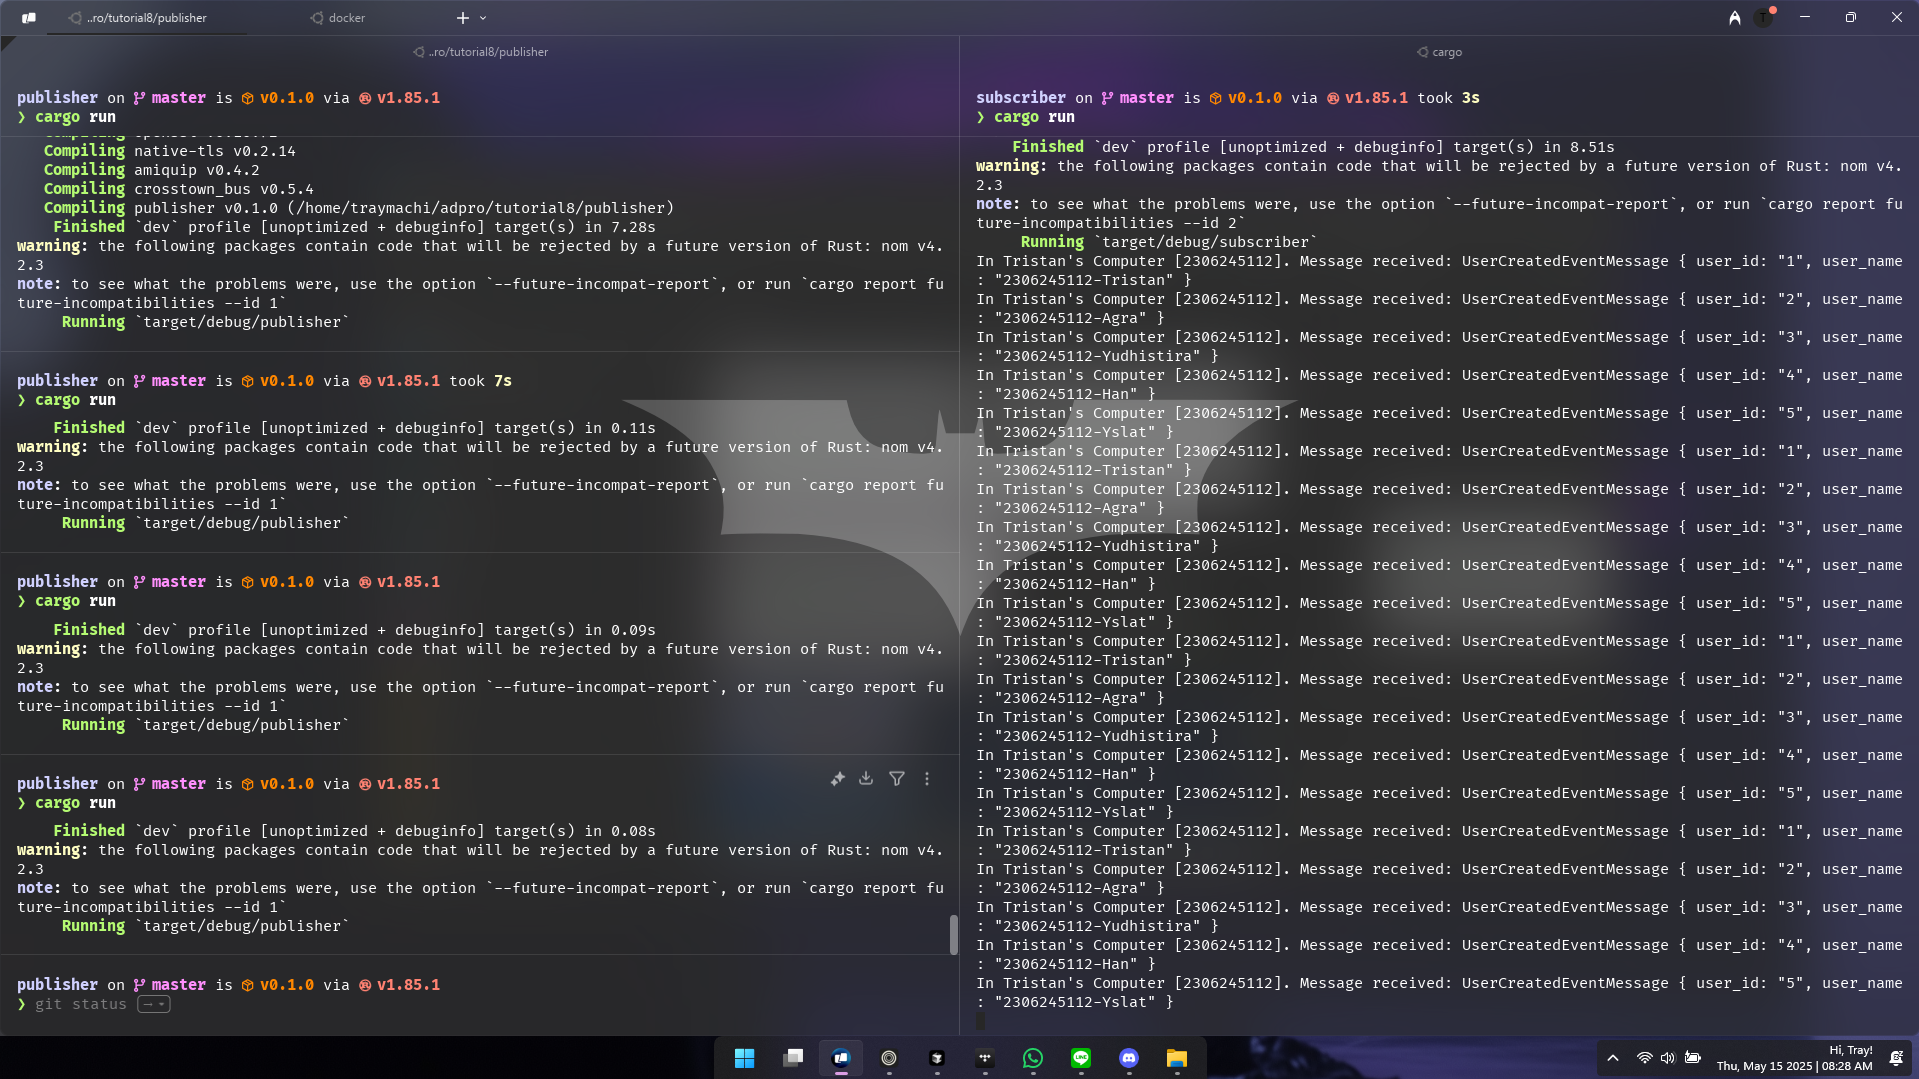 ..ro/tutorial8/publisher
docker
T
..ro/tutorial8/publisher
publisher on master is v0.1.0 via v1.85.1
❯ cargo run
Compiling native-tls v0.2.14
Compiling amiquip v0.4.2
Compiling crosstown_bus v0.5.4
Compiling publisher v0.1.0 (/home/traymachi/adpro/tutorial8/publisher)
Finished `dev` profile [unoptimized + debuginfo] target(s) in 7.28s
warning: the following packages contain code that will be rejected by a future version of Rust: nom v4.
2.3
note: to see what the problems were, use the option `--future-incompat-report`, or run `cargo report fu
ture-incompatibilities --id 1`
Running `target/debug/publisher`
publisher on master is v0.1.0 via v1.85.1 took 7s
❯ cargo run
Finished `dev` profile [unoptimized + debuginfo] target(s) in 0.11s
warning: the following packages contain code that will be rejected by a future version of Rust: nom v4.
2.3
note: to see what the problems were, use the option `--future-incompat-report`, or run `cargo report fu
ture-incompatibilities --id 1`
Running `target/debug/publisher`
publisher on master is v0.1.0 via v1.85.1
❯ cargo run
Finished `dev` profile [unoptimized + debuginfo] target(s) in 0.09s
warning: the following packages contain code that will be rejected by a future version of Rust: nom v4.
2.3
note: to see what the problems were, use the option `--future-incompat-report`, or run `cargo report fu
ture-incompatibilities --id 1`
Running `target/debug/publisher`
publisher on master is v0.1.0 via v1.85.1
❯ cargo run
Finished `dev` profile [unoptimized + debuginfo] target(s) in 0.08s
warning: the following packages contain code that will be rejected by a future version of Rust: nom v4.
2.3
note: to see what the problems were, use the option `--future-incompat-report`, or run `cargo report fu
ture-incompatibilities --id 1`
Running `target/debug/publisher`
publisher on master is v0.1.0 via v1.85.1
❯ git status
cargo
subscriber on master is v0.1.0 via v1.85.1 took 3s
❯ cargo run
Finished `dev` profile [unoptimized + debuginfo] target(s) in 8.51s
warning: the following packages contain code that will be rejected by a future version of Rust: nom v4.
2.3
note: to see what the problems were, use the option `--future-incompat-report`, or run `cargo report fu
ture-incompatibilities --id 2`
Running `target/debug/subscriber`
In Tristan's Computer [2306245112]. Message received: UserCreatedEventMessage { user_id: "1", user_name
: "2306245112-Tristan" }
In Tristan's Computer [2306245112]. Message received: UserCreatedEventMessage { user_id: "2", user_name
: "2306245112-Agra" }
In Tristan's Computer [2306245112]. Message received: UserCreatedEventMessage { user_id: "3", user_name
: "2306245112-Yudhistira" }
In Tristan's Computer [2306245112]. Message received: UserCreatedEventMessage { user_id: "4", user_name
: "2306245112-Han" }
In Tristan's Computer [2306245112]. Message received: UserCreatedEventMessage { user_id: "5", user_name
: "2306245112-Yslat" }
In Tristan's Computer [2306245112]. Message received: UserCreatedEventMessage { user_id: "1", user_name
: "2306245112-Tristan" }
In Tristan's Computer [2306245112]. Message received: UserCreatedEventMessage { user_id: "2", user_name
: "2306245112-Agra" }
In Tristan's Computer [2306245112]. Message received: UserCreatedEventMessage { user_id: "3", user_name
: "2306245112-Yudhistira" }
In Tristan's Computer [2306245112]. Message received: UserCreatedEventMessage { user_id: "4", user_name
: "2306245112-Han" }
In Tristan's Computer [2306245112]. Message received: UserCreatedEventMessage { user_id: "5", user_name
: "2306245112-Yslat" }
In Tristan's Computer [2306245112]. Message received: UserCreatedEventMessage { user_id: "1", user_name
: "2306245112-Tristan" }
In Tristan's Computer [2306245112]. Message received: UserCreatedEventMessage { user_id: "2", user_name
: "2306245112-Agra" }
In Tristan's Computer [2306245112]. Message received: UserCreatedEventMessage { user_id: "3", user_name
: "2306245112-Yudhistira" }
In Tristan's Computer [2306245112]. Message received: UserCreatedEventMessage { user_id: "4", user_name
: "2306245112-Han" }
In Tristan's Computer [2306245112]. Message received: UserCreatedEventMessage { user_id: "5", user_name
: "2306245112-Yslat" }
In Tristan's Computer [2306245112]. Message received: UserCreatedEventMessage { user_id: "1", user_name
: "2306245112-Tristan" }
In Tristan's Computer [2306245112]. Message received: UserCreatedEventMessage { user_id: "2", user_name
: "2306245112-Agra" }
In Tristan's Computer [2306245112]. Message received: UserCreatedEventMessage { user_id: "3", user_name
: "2306245112-Yudhistira" }
In Tristan's Computer [2306245112]. Message received: UserCreatedEventMessage { user_id: "4", user_name
: "2306245112-Han" }
In Tristan's Computer [2306245112]. Message received: UserCreatedEventMessage { user_id: "5", user_name
: "2306245112-Yslat" }
Hi, Tray!
Thu, May 15 2025 | 08:28 AM